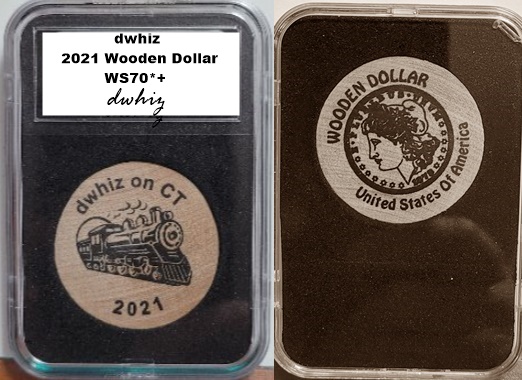 dwhiz
2021 Wooden Dollar
WS70*+
dwhiz
dwhiz on CT
2021
WOODEN DOLLAR
United States Of America